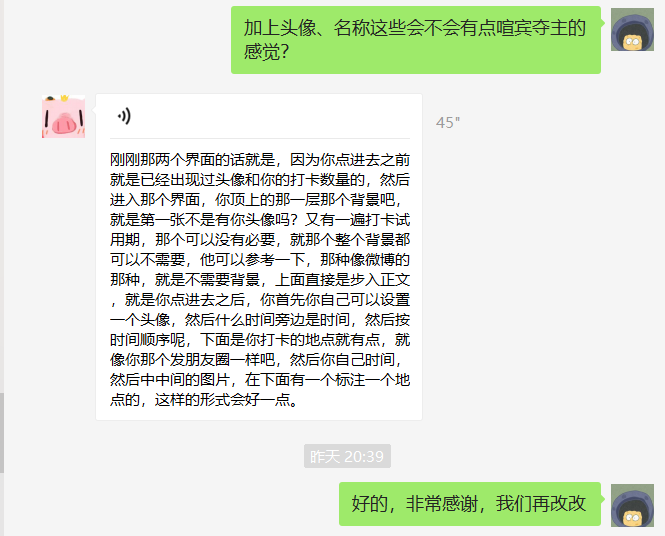 加上头像、名称这些会不会有点喧宾夺主的
感觉？
45"
刚刚那两个界面的话就是，因为你点进去之前
就是已经出现过头像和你的打卡数量的，然后
进入那个界面，你顶上的那一层那个背景吧，
就是第一张不是有你头像吗？又有一遍打卡试
用期，那个可以没有必要，就那个整个背景都
可以不需要，他可以参考一下，那种像微博的
那种，就是不需要背景，上面直接是步入正文
，就是你点进去之后，你首先你自己可以设置
一个头像，然后什么时间旁边是时间，然后按
时间顺序呢，下面是你打卡的地点就有点，就
像你那个发朋友圈一样吧，然后你自己时间，
然后中中间的图片，在下面有一个标注一个地
点的，这样的形式会好一点。
昨天 20:39
好的，非常感谢，我们再改改